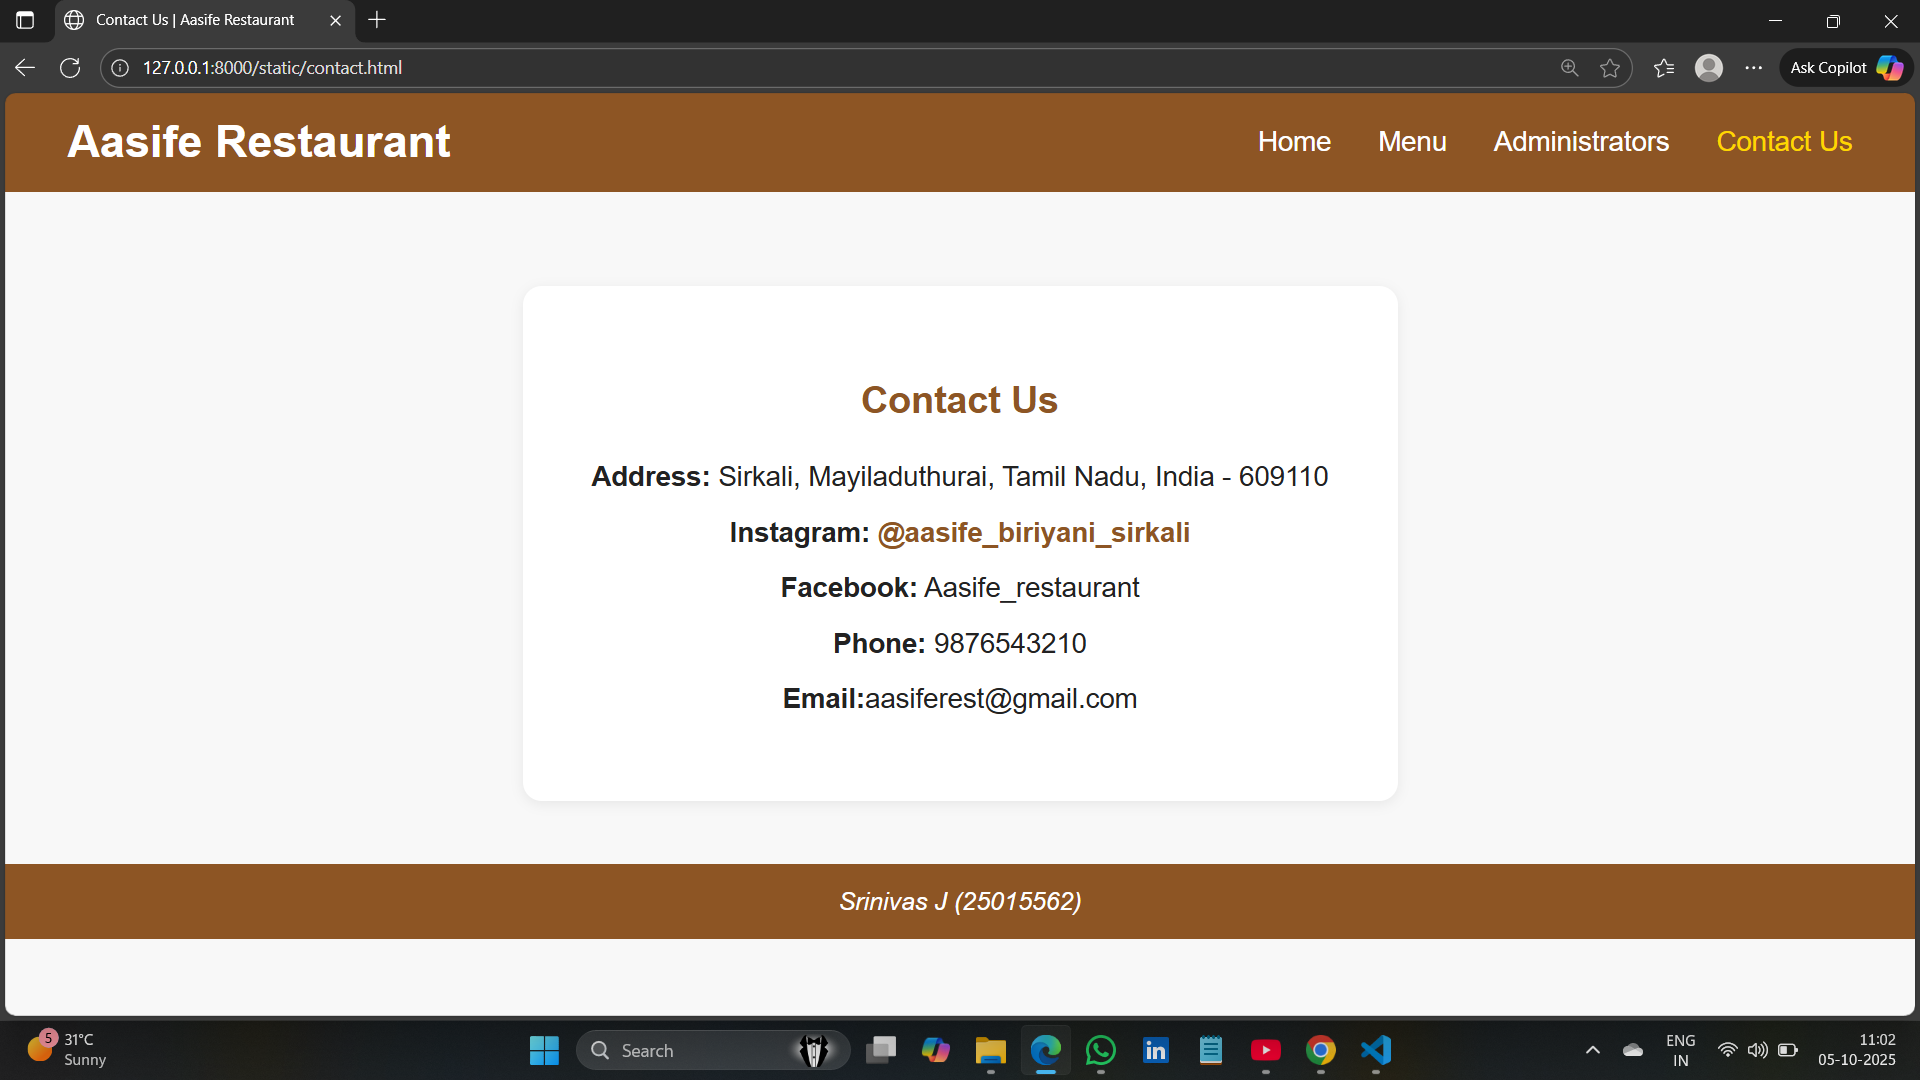 Contact Us | Aasife Restaurant
127.0.0.1:8000/static/contact.html
Ask Copilot
Aasife Restaurant
Home Menu Administrators Contact Us
Contact Us
Address: Sirkali, Mayiladuthurai, Tamil Nadu, India - 609110
Instagram: @aasife_biriyani_sirkali
Facebook: Aasife_restaurant
Phone: 9876543210
Email:aasiferest@gmail.com
Srinivas J (25015562)
5
31°C
Sunny
Search
in
ENG
IN
11:02
05-10-2025